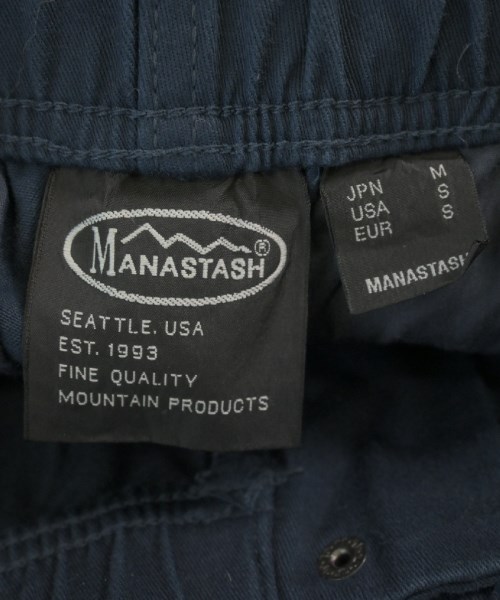 MANASTASH®
SEATTLE, USA
EST. 1993
FINE QUALITY
MOUNTAIN PRODUCTS
JPN M
USA S
EUR S
MANASTASH